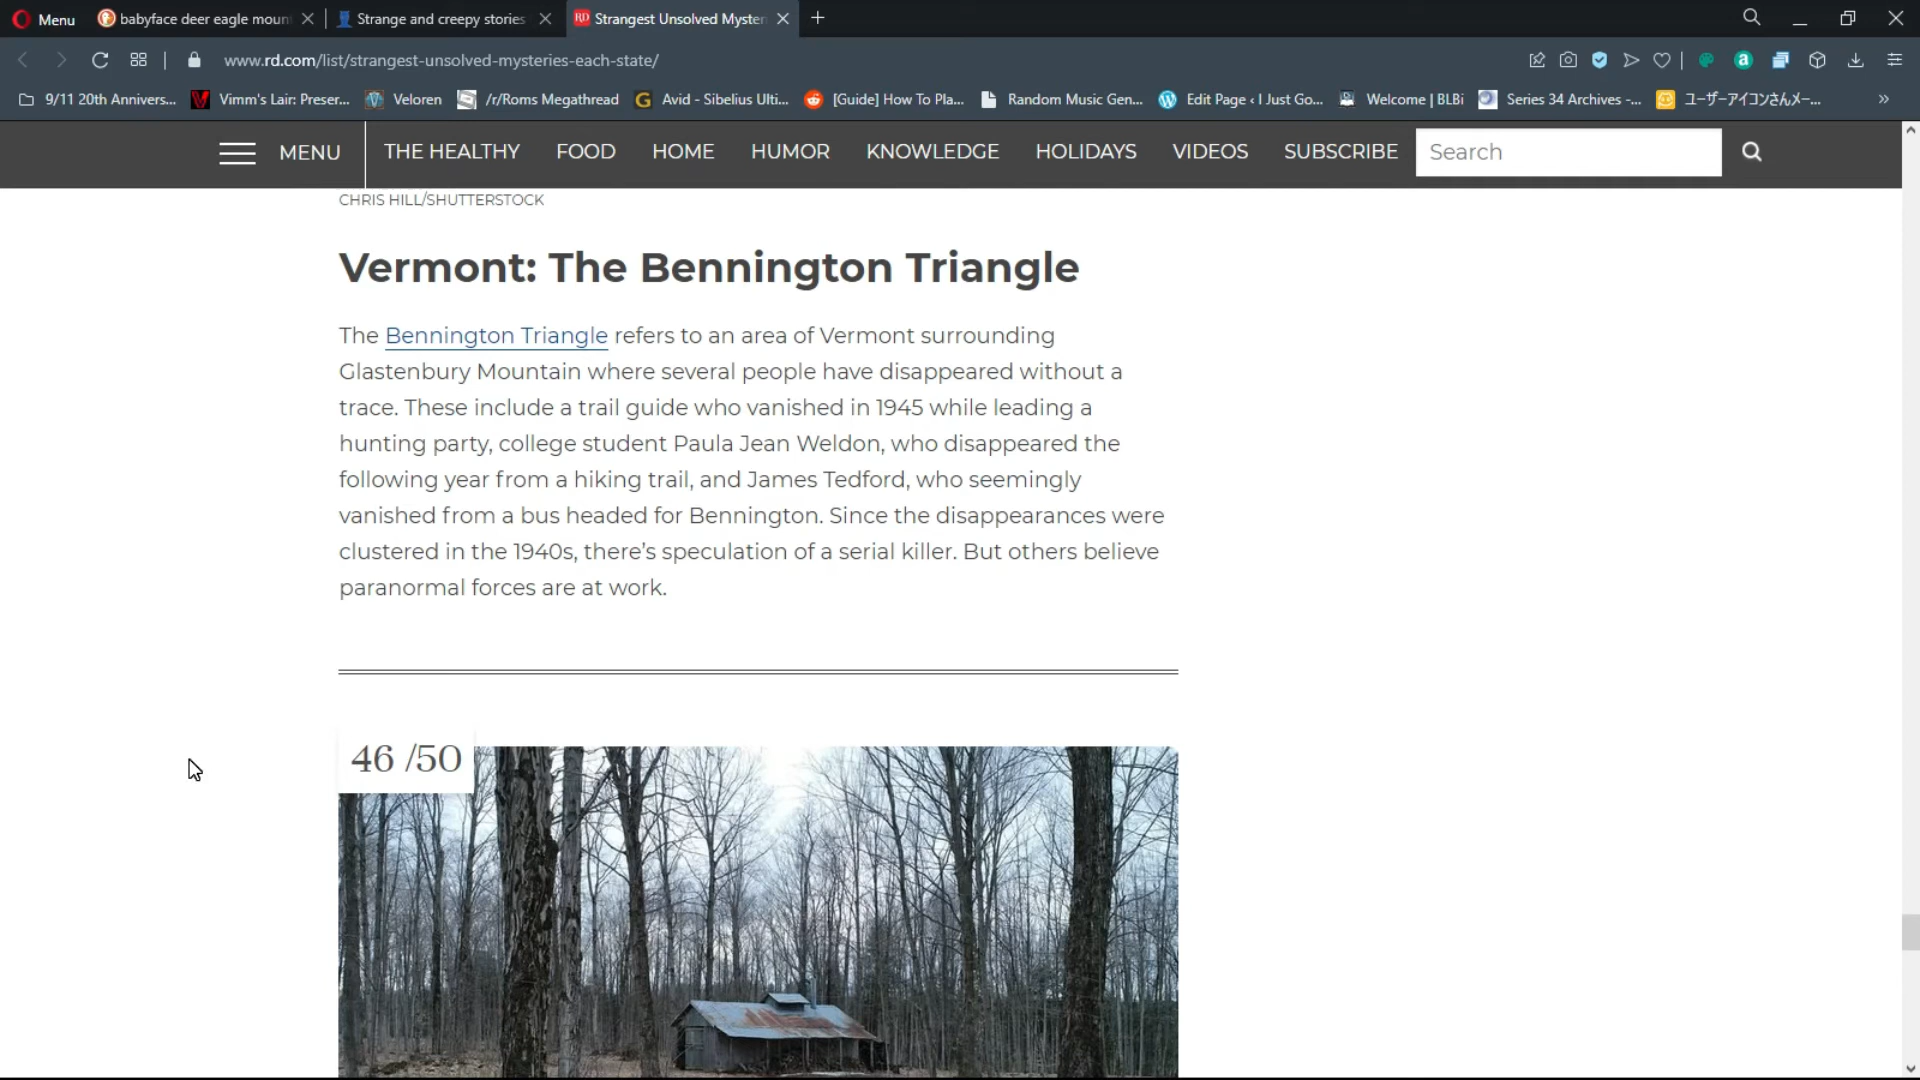 Menu
babyface deer eagle moun
Strange and creepy stories
RD Strangest Unsolved Myster
www.rd.com/list/strangest-unsolved-mysteries-each-state/
9/11 20th Annivers...
Vimm's Lair: Preser...
Veloren
/r/Roms Megathread
G Avid - Sibelius Ulti...
[Guide] How To Pla...
Random Music Gen...
Edit Page ‹ I Just Go...
Welcome | BLBi
Series 34 Archives -...
ユーザーアイコンさんメー...
»
MENU
THE HEALTHY
FOOD
HOME
HUMOR
KNOWLEDGE
HOLIDAYS
VIDEOS
SUBSCRIBE
Search
CHRIS HILL/SHUTTERSTOCK
Vermont: The Bennington Triangle
The Bennington Triangle refers to an area of Vermont surrounding
Glastenbury Mountain where several people have disappeared without a
trace. These include a trail guide who vanished in 1945 while leading a
hunting party, college student Paula Jean Weldon, who disappeared the
following year from a hiking trail, and James Tedford, who seemingly
vanished from a bus headed for Bennington. Since the disappearances were
clustered in the 1940s, there's speculation of a serial killer. But others believe
paranormal forces are at work.
46 /50